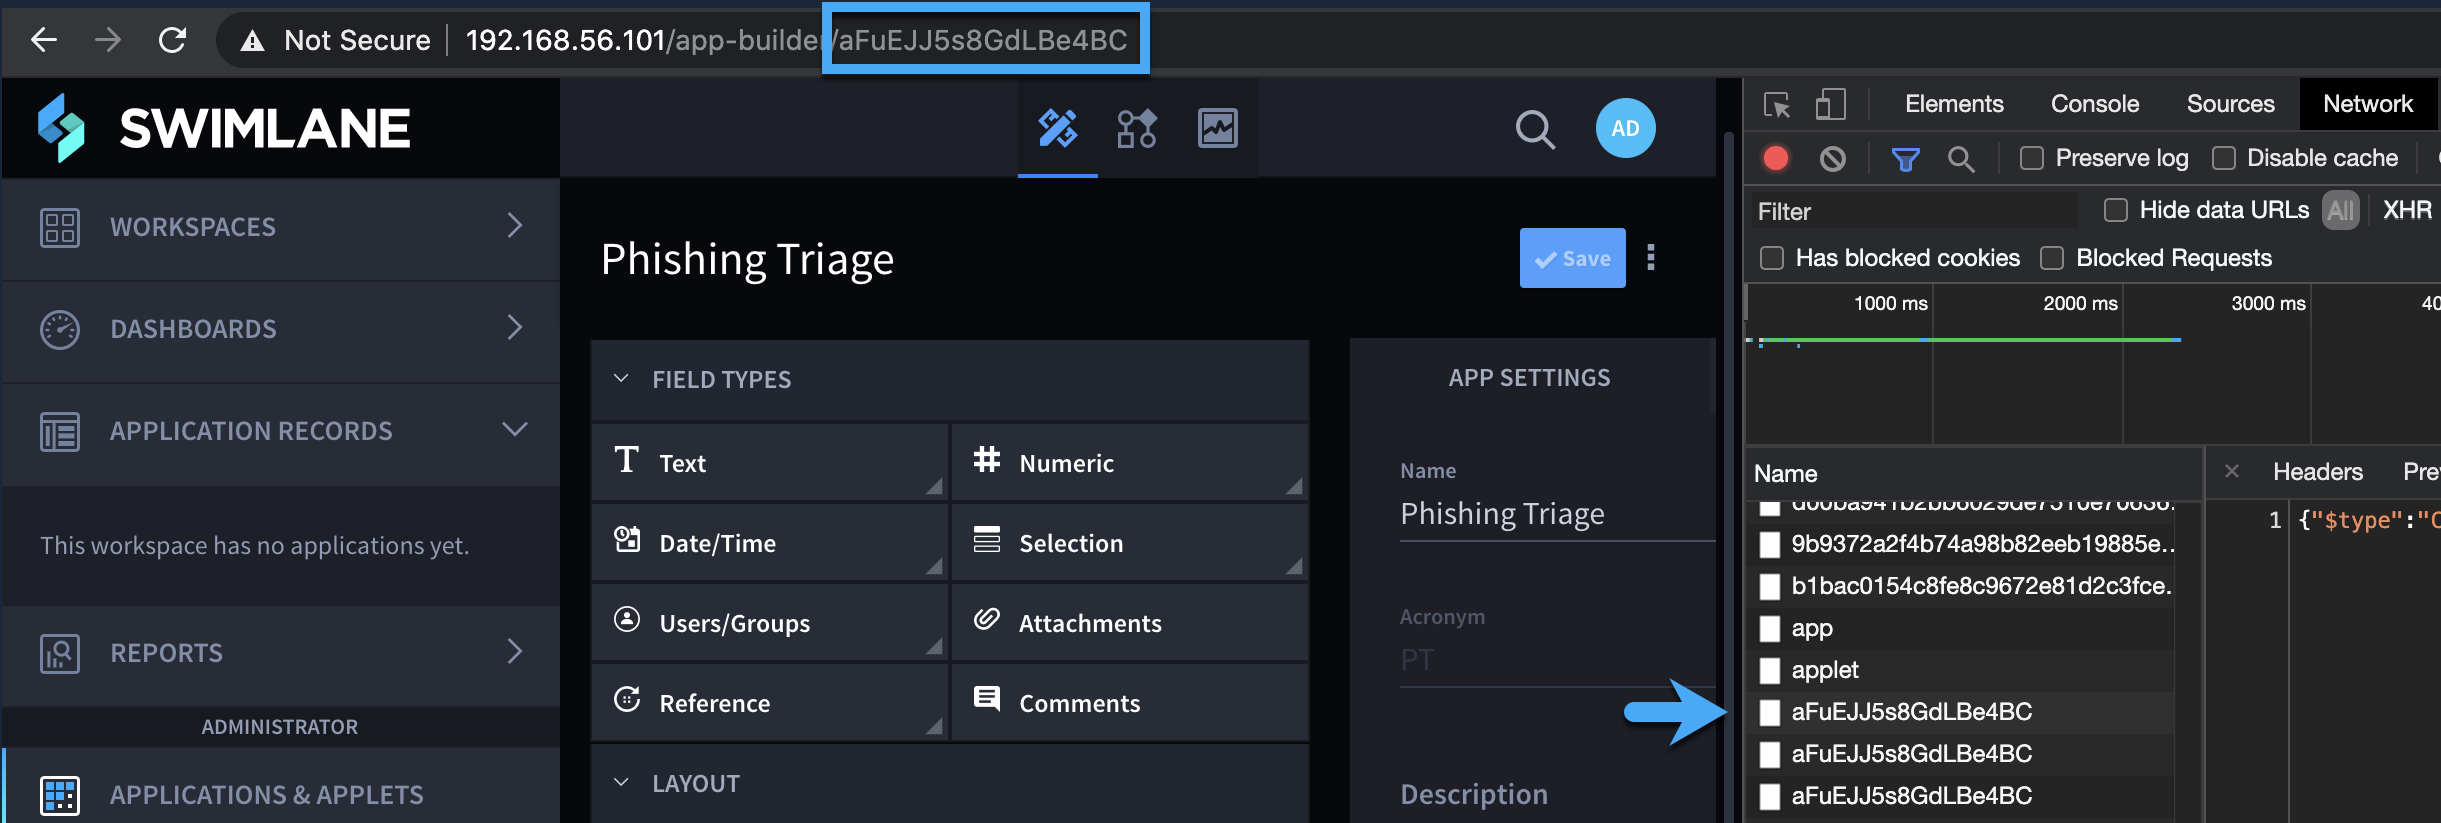 Not Secure | 192.168.56.101/app-builder/aFuEJJ5s8GdLBe4BC
SWIMLANE
AD
WORKSPACES
DASHBOARDS
APPLICATION RECORDS
This workspace has no applications yet.
REPORTS
ADMINISTRATOR
APPLICATIONS & APPLETS
Phishing Triage
Save
FIELD TYPES
Text
Numeric
Date/Time
Selection
Users/Groups
Attachments
Reference
Comments
LAYOUT
APP SETTINGS
Name
Phishing Triage
Acronym
PT
Description
Elements Console Sources Network
Preserve log Disable cache
Filter Hide data URLs All XHR
Has blocked cookies Blocked Requests
1000 ms 2000 ms 3000 ms 40
Name
Headers Pre
9b9372a2f4b74a98b82eeb19885e...
b1bac0154c8fe8c9672e81d2c3fce.
app
applet
aFuEJJ5s8GdLBe4BC
aFuEJJ5s8GdLBe4BC
aFuEJJ5s8GdLBe4BC
1 {"$type":"C